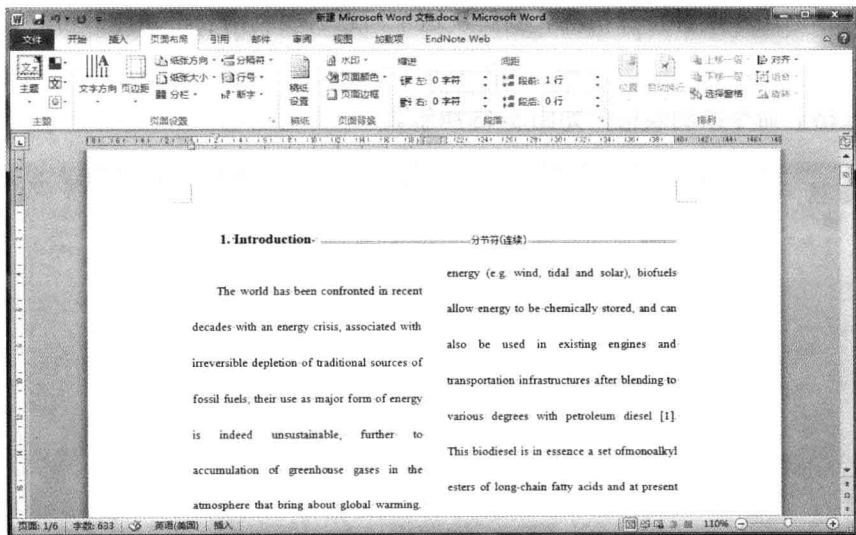 新建 Microsoft Word 文档.docx - Microsoft Word
文件 开始 插入 页面布局 引用 邮件 审阅 视图 加载项 EndNote Web
主题 文字方向 页边距 纸张方向 分隔符 稿纸设置 水印 缩进 间距 位置 自动换行 上移一层 对齐
纸张大小 行号 页面颜色 左: 0 字符 段前: 1 行 下移一层 组合
分栏 断字 页面边框 右: 0 字符 段后: 0 行 选择窗格 旋转
主题 页面设置 稿纸 页面背景 段落 排列
1. Introduction
分节符(连续)
The world has been confronted in recent
decades with an energy crisis, associated with
irreversible depletion of traditional sources of
fossil fuels, their use as major form of energy
is indeed unsustainable, further to
accumulation of greenhouse gases in the
atmosphere that bring about global warming.
energy (e.g. wind, tidal and solar), biofuels
allow energy to be chemically stored, and can
also be used in existing engines and
transportation infrastructures after blending to
various degrees with petroleum diesel [1].
This biodiesel is in essence a set ofmonoalkyl
esters of long-chain fatty acids and at present
页面: 1/6 字数: 633 英语(美国) 插入 110%